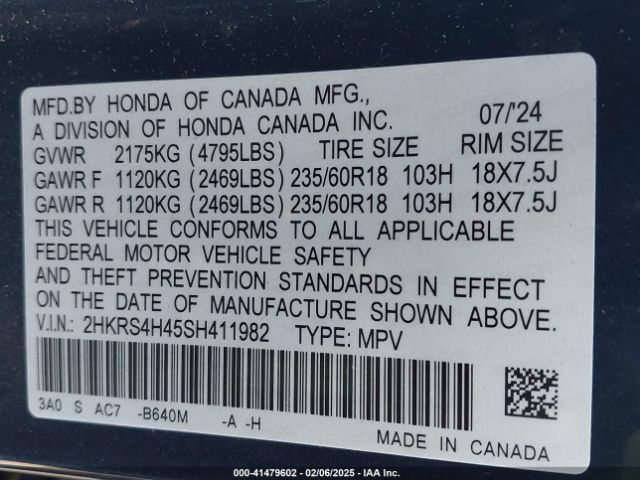 MFD.BY HONDA OF CANADA MFG.,
A DIVISION OF HONDA CANADA INC. 07/'24
GVWR 2175KG (4795LBS) TIRE SIZE RIM SIZE
GAWR F 1120KG (2469LBS) 235/60R18 103H 18X7.5J
GAWR R 1120KG (2469LBS) 235/60R18 103H 18X7.5J
THIS VEHICLE CONFORMS TO ALL APPLICABLE
FEDERAL MOTOR VEHICLE SAFETY
AND THEFT PREVENTION STANDARDS IN EFFECT
ON THE DATE OF MANUFACTURE SHOWN ABOVE.
V.I.N.: 2HKRS4H45SH411982 TYPE: MPV
3A0 S AC7 -B640M -A -H
MADE IN CANADA
000-41479602 - 02/06/2025 - IAA Inc.